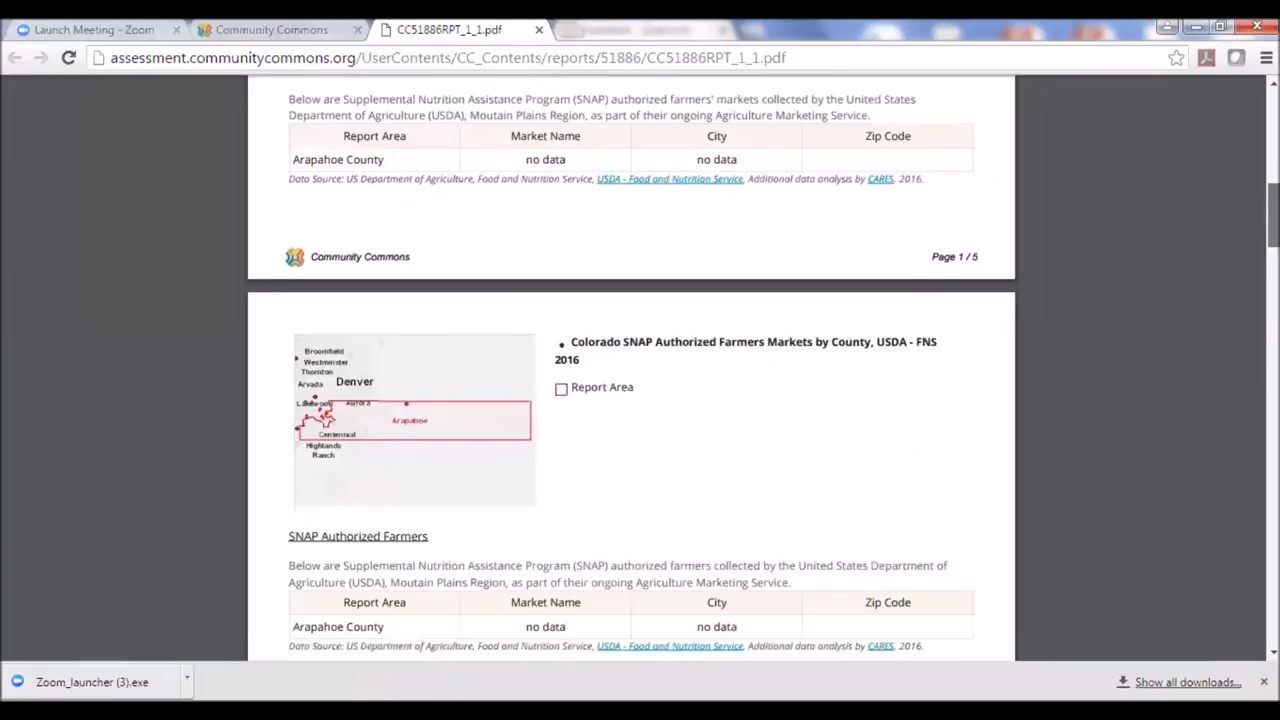 Launch Meeting - Zoom
Community Commons
CC51886RPT_1_1.pdf
assessment.communitycommons.org/UserContents/CC_Contents/reports/51886/CC51886RPT_1_1.pdf
Below are Supplemental Nutrition Assistance Program (SNAP) authorized farmers' markets collected by the United States
Department of Agriculture (USDA), Moutain Plains Region, as part of their ongoing Agriculture Marketing Service.
Report Area Market Name City Zip Code
Arapahoe County no data no data
Data Source: US Department of Agriculture, Food and Nutrition Service, USDA - Food and Nutrition Service, Additional data analysis by CARES, 2016.
Community Commons
Page 1 / 5
Colorado SNAP Authorized Farmers Markets by County, USDA - FNS
2016
Report Area
Broomfield
Westminster
Thornton
Arvada Denver
Aurora
Arapahoe
Centennial
Highlands
Ranch
SNAP Authorized Farmers
Below are Supplemental Nutrition Assistance Program (SNAP) authorized farmers collected by the United States Department of
Agriculture (USDA), Moutain Plains Region, as part of their ongoing Agriculture Marketing Service.
Report Area Market Name City Zip Code
Arapahoe County no data no data
Data Source: US Department of Agriculture, Food and Nutrition Service, USDA - Food and Nutrition Service, Additional data analysis by CARES, 2016.
Zoom_launcher (3).exe
Show all downloads...